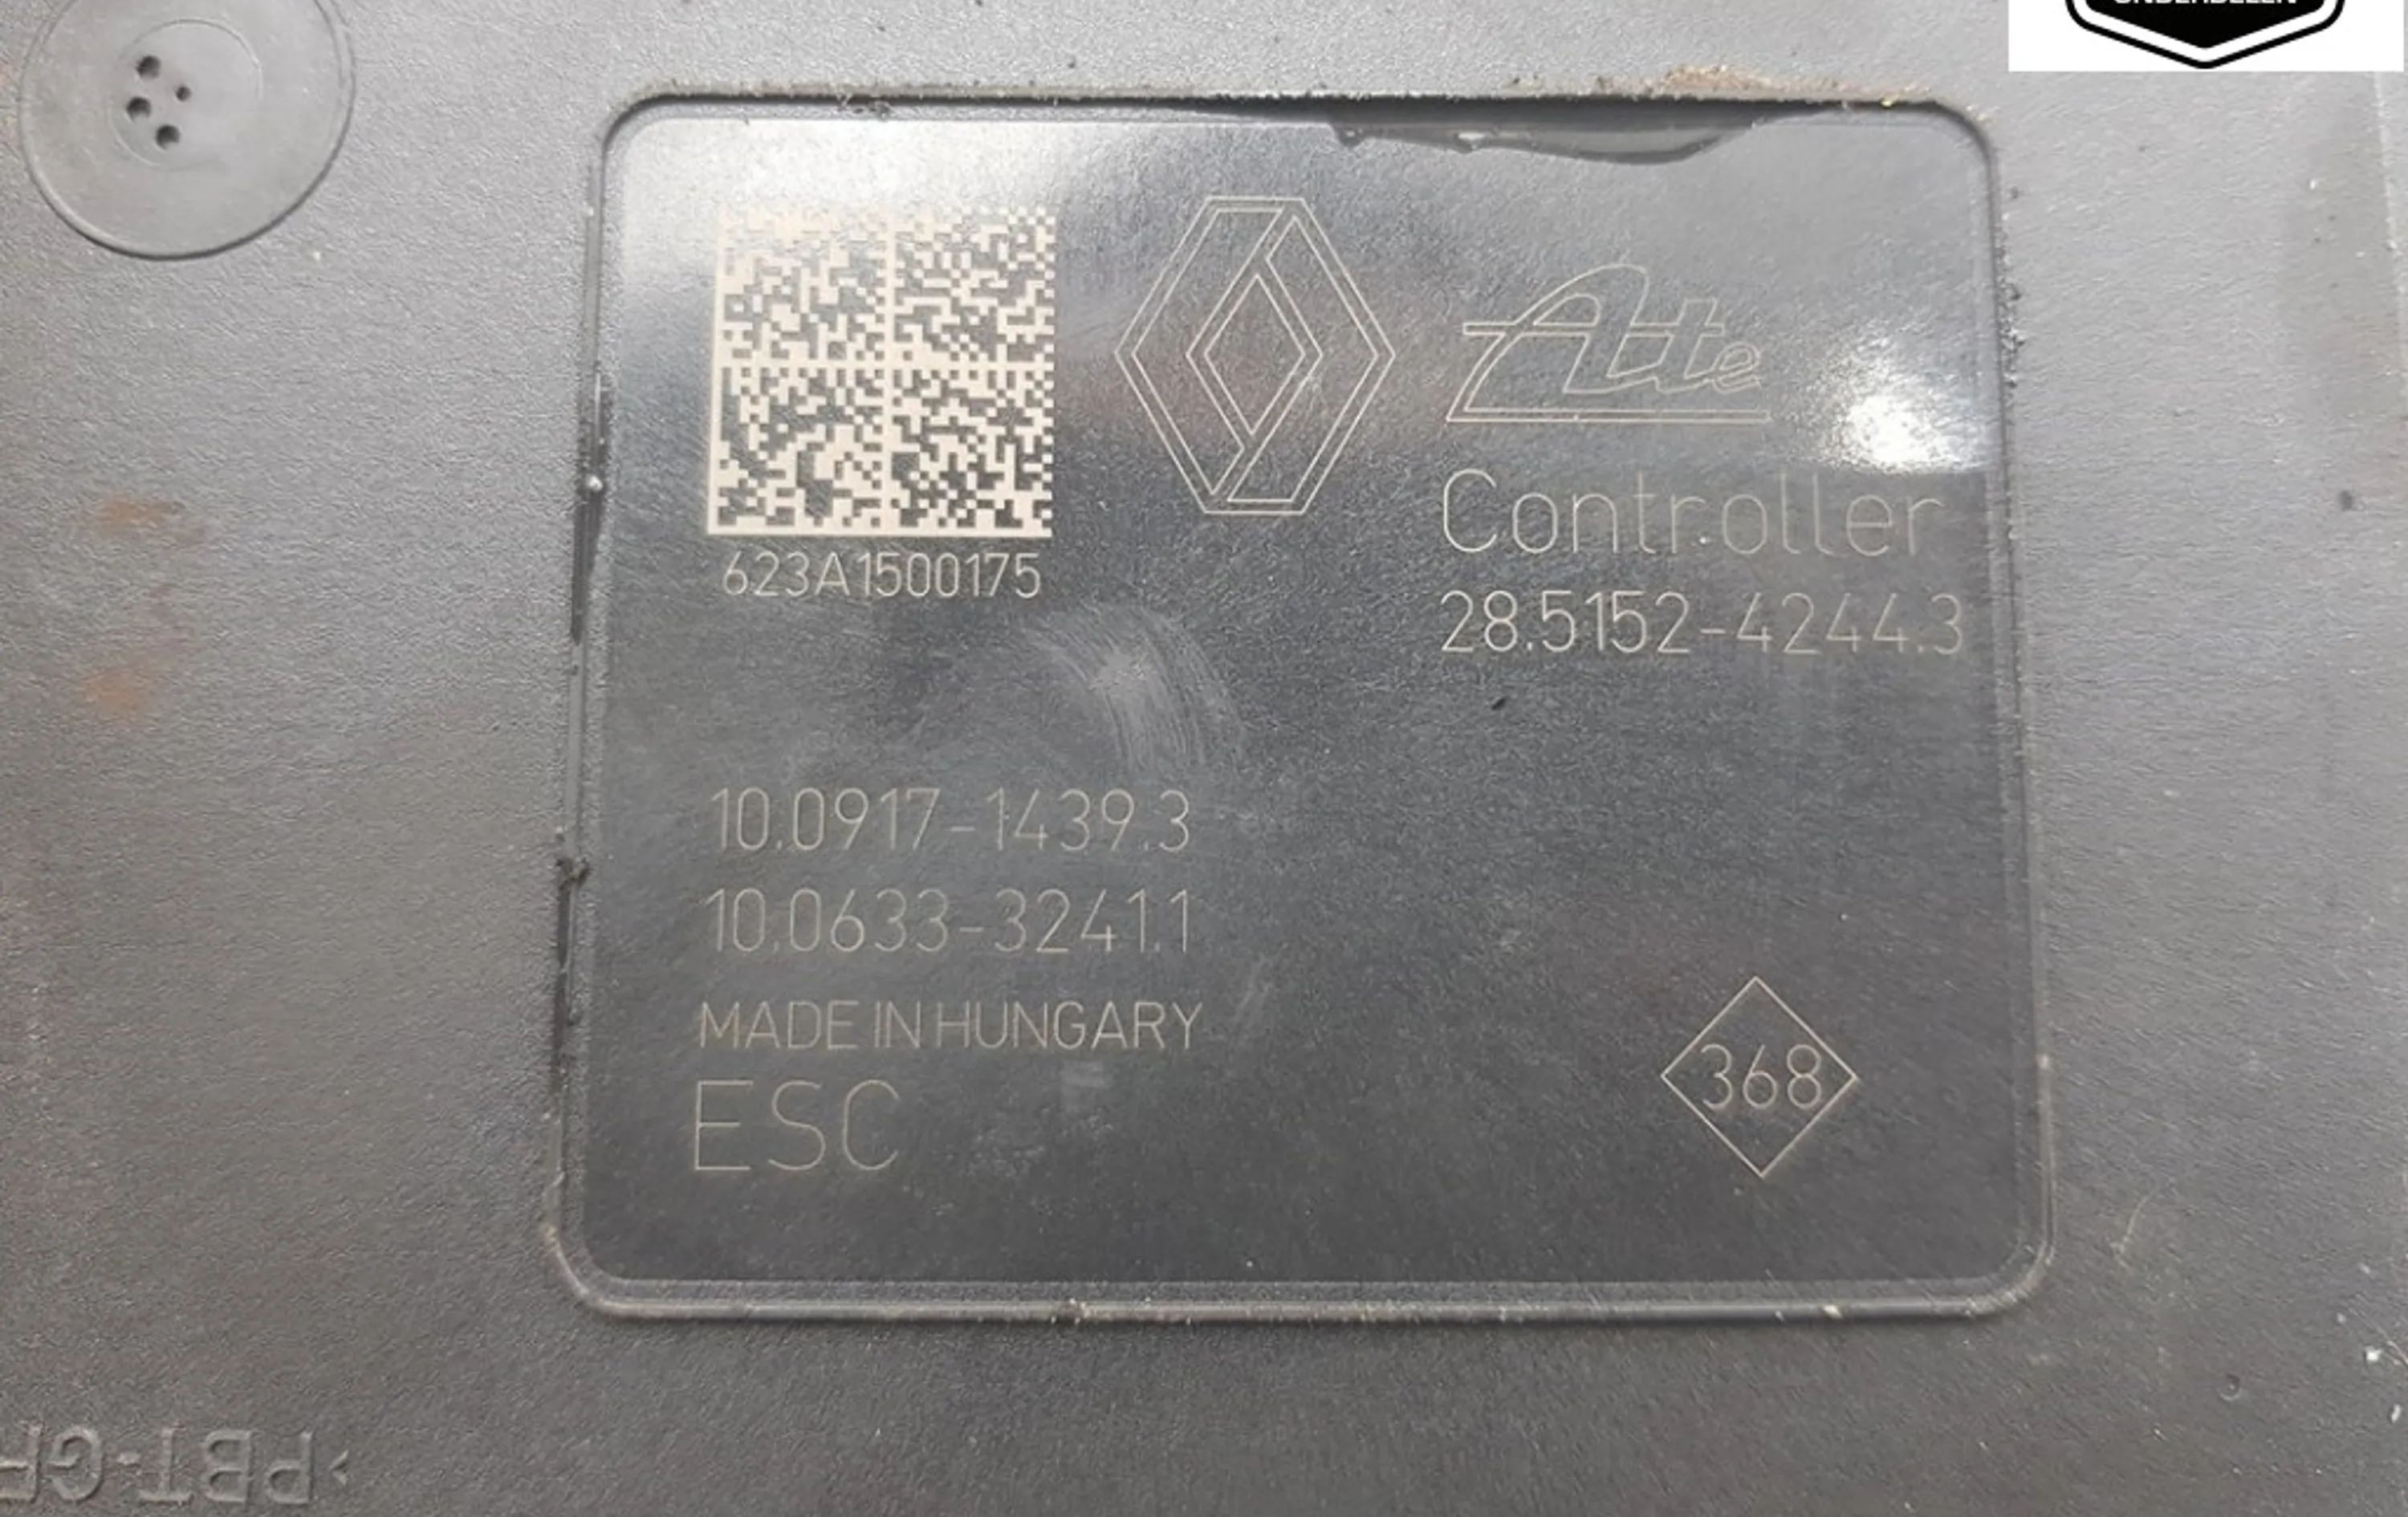 ONDERDELEN
623A1500175
Ate
Controller
28.5152-4244.3
10.0917-1439.3
10.0633-3241.1
MADE IN HUNGARY
ESC
368
>PBT-GF